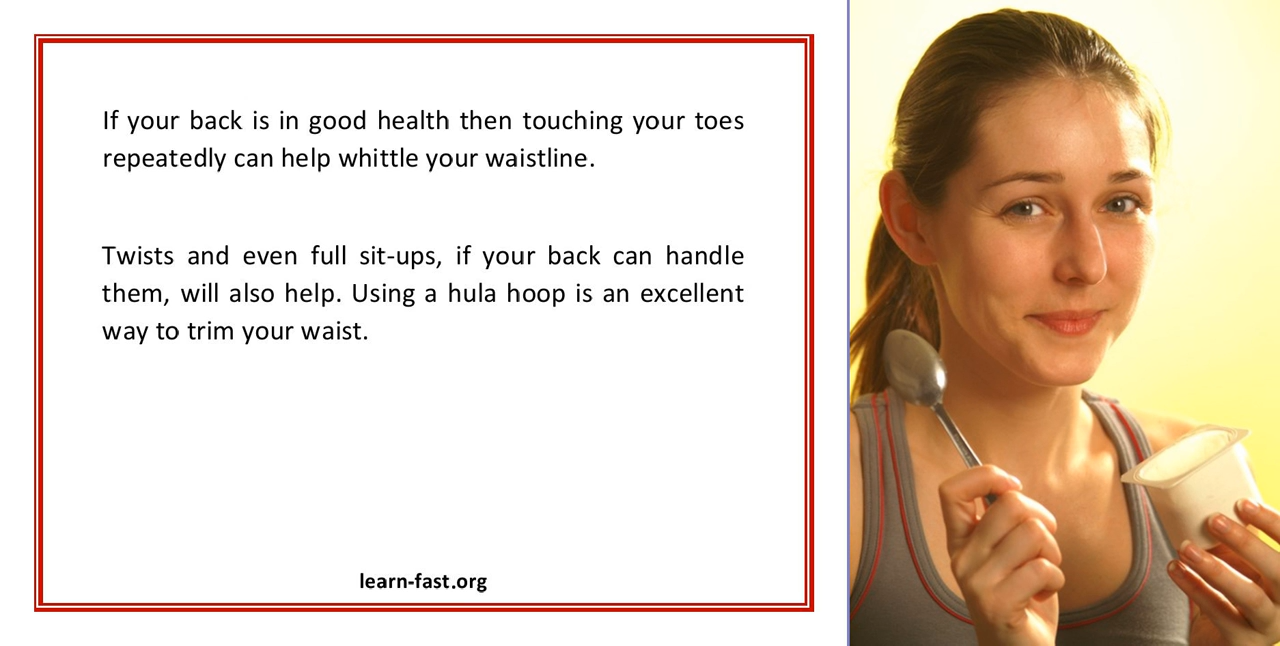 If your back is in good health then touching your toes
repeatedly can help whittle your waistline.
Twists and even full sit-ups, if your back can handle
them, will also help. Using a hula hoop is an excellent
way to trim your waist.
learn-fast.org